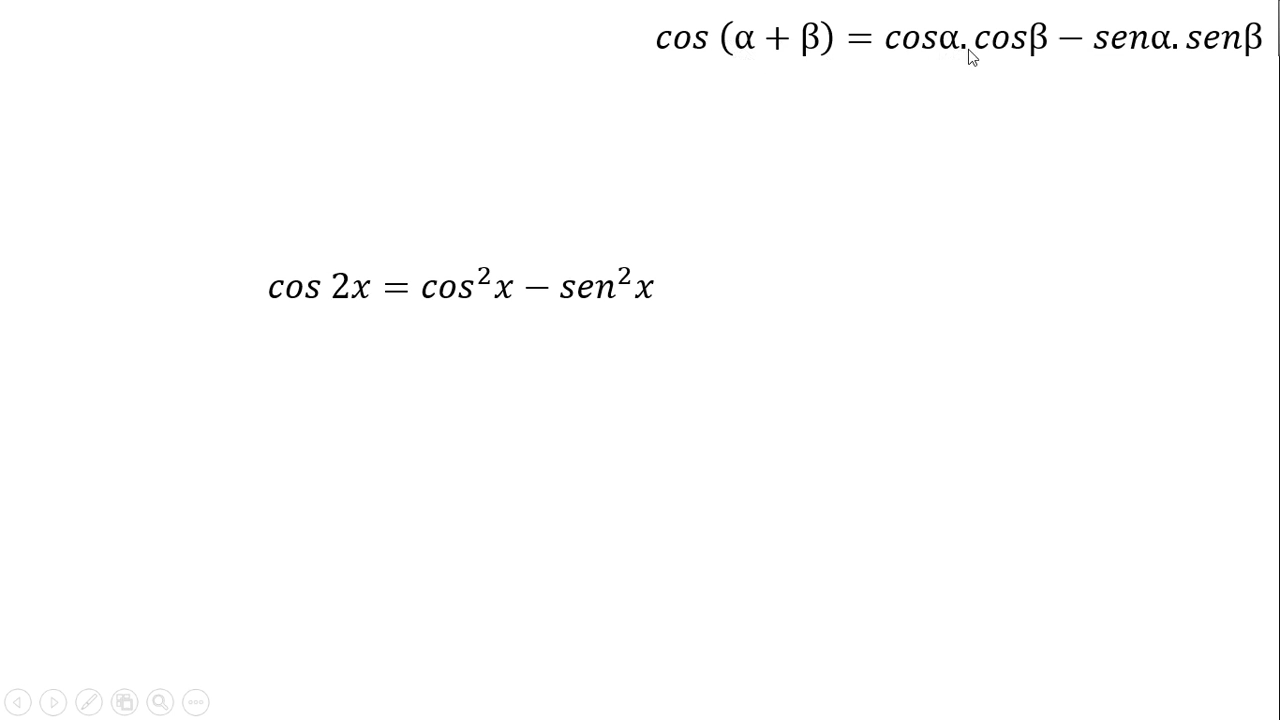 cos (α + β) = cosα. cosβ − senα. senβ
cos 2x = cos²x − sen²x